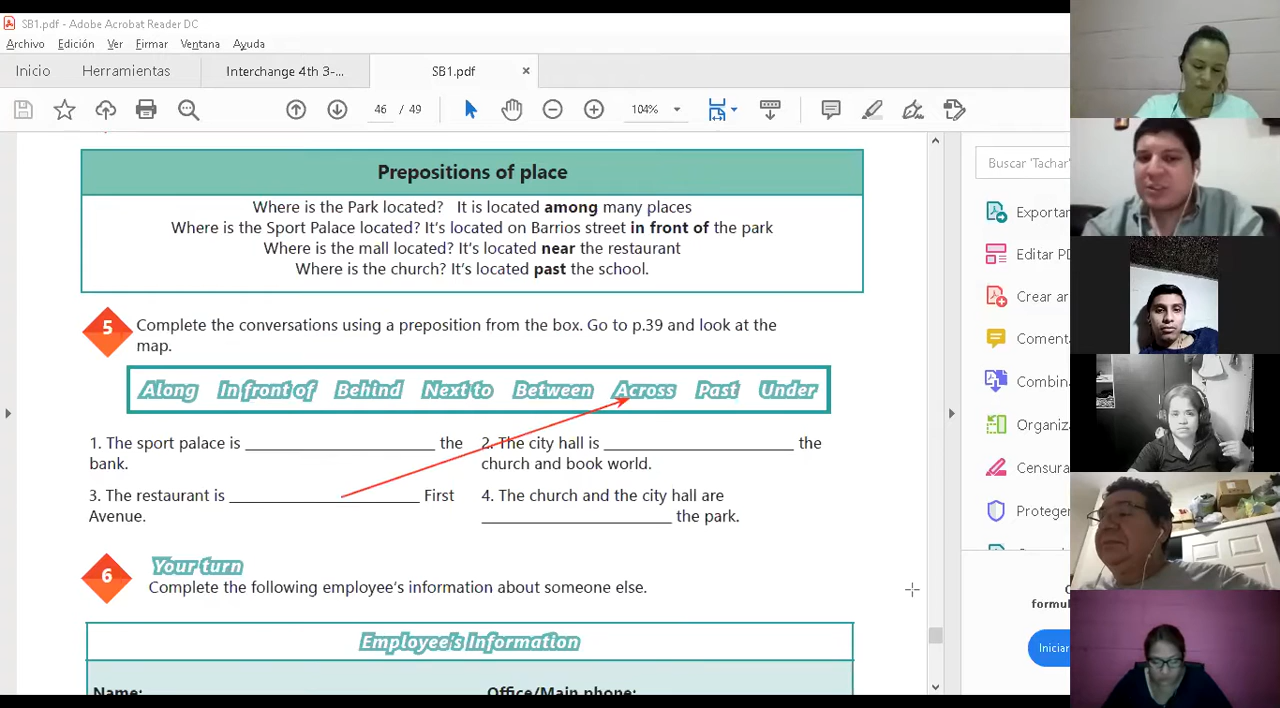 SB1.pdf - Adobe Acrobat Reader DC
Archivo Edición Ver Firmar Ventana Ayuda
Inicio Herramientas Interchange 4th 3-... SB1.pdf ×
46 / 49 104%
Prepositions of place
Where is the Park located? It is located among many places
Where is the Sport Palace located? It's located on Barrios street in front of the park
Where is the mall located? It's located near the restaurant
Where is the church? It's located past the school.
5 Complete the conversations using a preposition from the box. Go to p.39 and look at the
map.
Along In front of Behind Next to Between Across Past Under
1. The sport palace is ____________________ the
bank.
2. The city hall is ____________________ the
church and book world.
3. The restaurant is ____________________ First
Avenue.
4. The church and the city hall are
____________________ the park.
6 Your turn
Complete the following employee's information about someone else.
Employee's Information
Name: Office/Main phone:
Buscar 'Tachar'
Exportar
Editar PD
Crear ar
Coment
Combin
Organiz
Censura
Proteger
formu
Iniciar